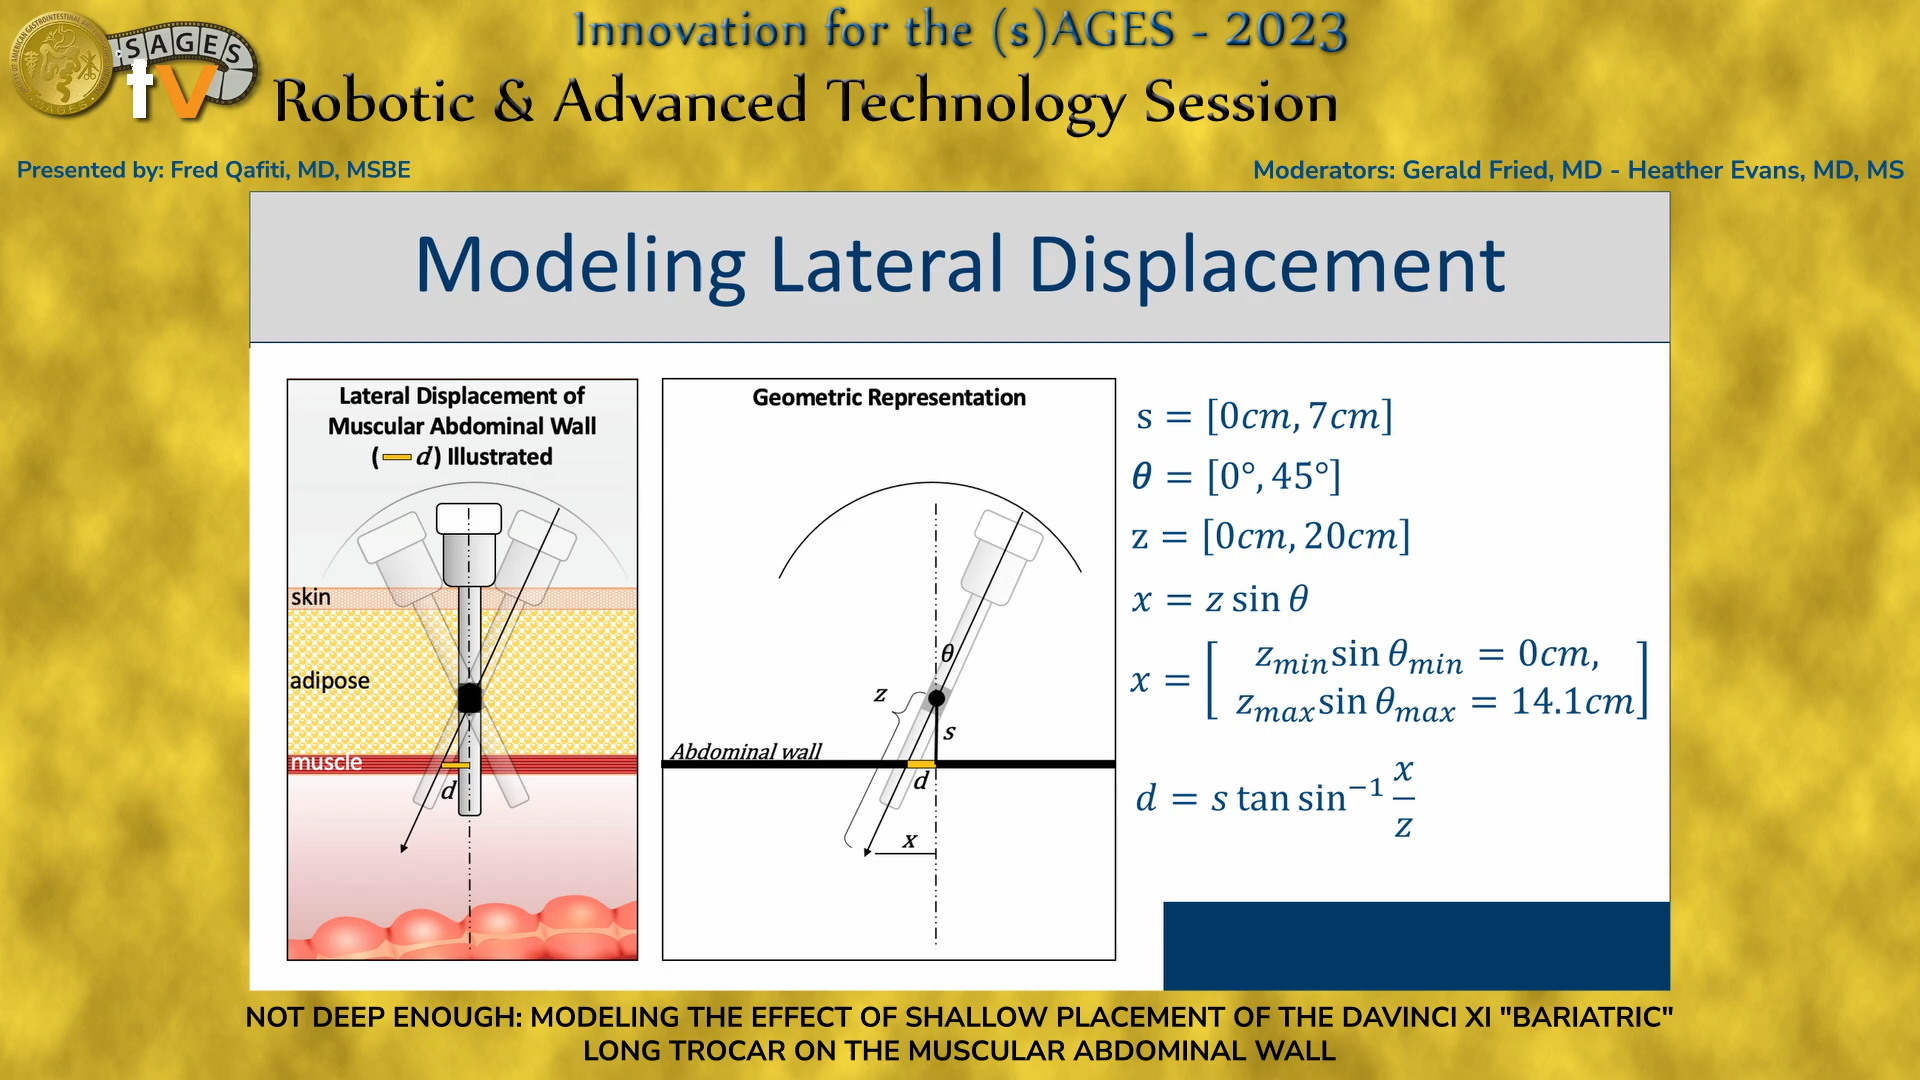 Innovation for the (s)AGES - 2023
SAGES
tv
Robotic & Advanced Technology Session
Presented by: Fred Qafiti, MD, MSBE
Moderators: Gerald Fried, MD - Heather Evans, MD, MS
Modeling Lateral Displacement
Lateral Displacement of
Muscular Abdominal Wall
( d) Illustrated
skin
adipose
muscle
d
Geometric Representation
θ
z
s
Abdominal wall
d
x
s = [0cm, 7cm]
θ = [0°, 45°]
z = [0cm, 20cm]
x = z sin θ
x = [ z_min sin θ_min = 0cm,
z_max sin θ_max = 14.1cm ]
d = s tan sin⁻¹ x/z
NOT DEEP ENOUGH: MODELING THE EFFECT OF SHALLOW PLACEMENT OF THE DAVINCI XI "BARIATRIC"
LONG TROCAR ON THE MUSCULAR ABDOMINAL WALL